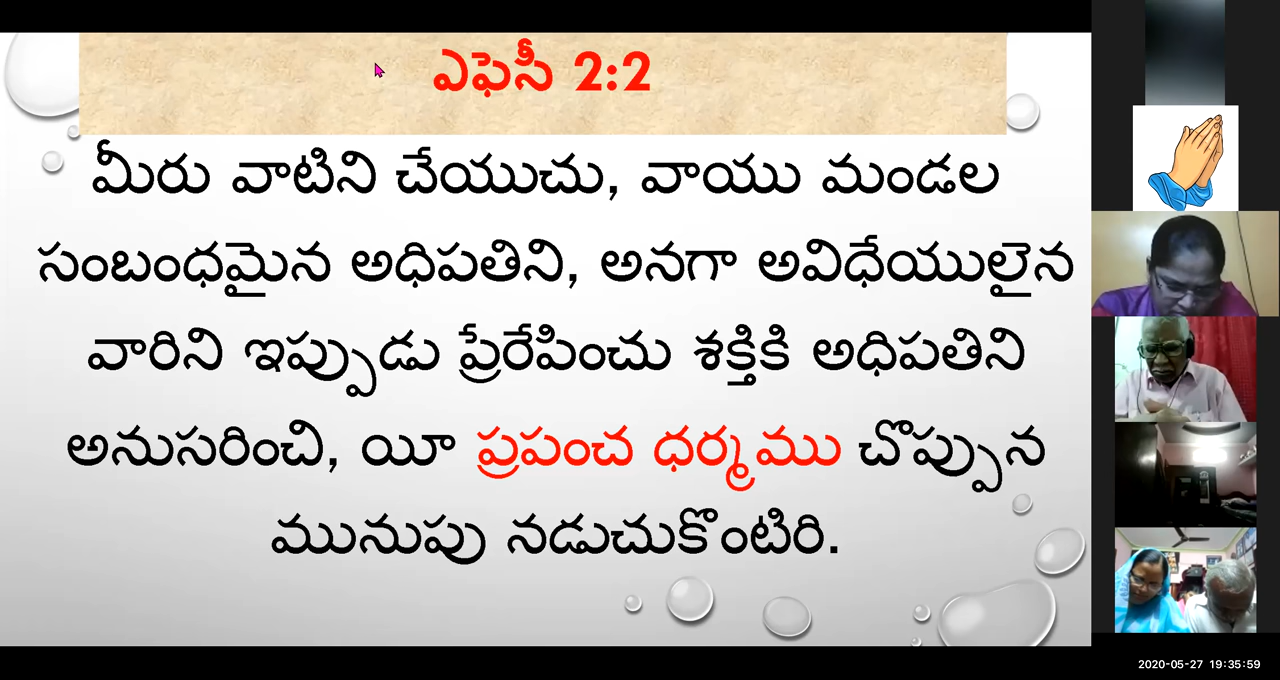 ఎఫెసీ 2:2
మీరు వాటిని చేయుచు, వాయు మండల
సంబంధమైన అధిపతిని, అనగా అవిధేయులైన
వారిని ఇప్పుడు ప్రేరేపించు శక్తికి అధిపతిని
అనుసరించి, యీ ప్రపంచ ధర్మము చొప్పున
మునుపు నడుచుకొంటిరి.
2020-05-27 19:35:59